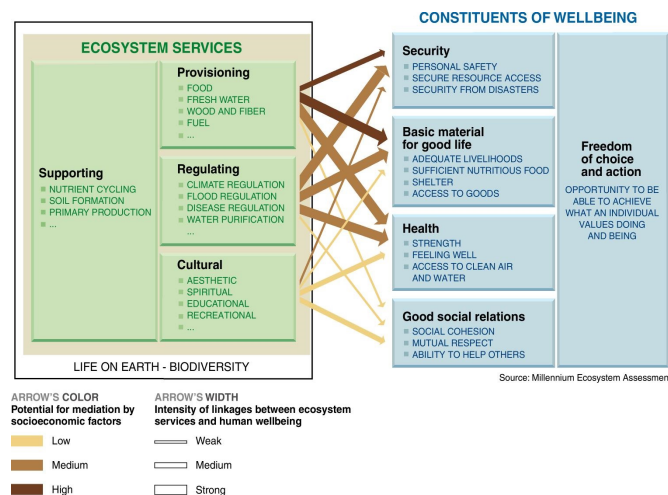 CONSTITUENTS OF WELLBEING
ECOSYSTEM SERVICES
Supporting
NUTRIENT CYCLING
SOIL FORMATION
PRIMARY PRODUCTION
...
Provisioning
FOOD
FRESH WATER
WOOD AND FIBER
FUEL
...
Regulating
CLIMATE REGULATION
FLOOD REGULATION
DISEASE REGULATION
WATER PURIFICATION
...
Cultural
AESTHETIC
SPIRITUAL
EDUCATIONAL
RECREATIONAL
...
LIFE ON EARTH - BIODIVERSITY
Security
PERSONAL SAFETY
SECURE RESOURCE ACCESS
SECURITY FROM DISASTERS
Basic material
for good life
ADEQUATE LIVELIHOODS
SUFFICIENT NUTRITIOUS FOOD
SHELTER
ACCESS TO GOODS
Health
STRENGTH
FEELING WELL
ACCESS TO CLEAN AIR
AND WATER
Good social relations
SOCIAL COHESION
MUTUAL RESPECT
ABILITY TO HELP OTHERS
Freedom
of choice
and action
OPPORTUNITY TO BE
ABLE TO ACHIEVE
WHAT AN INDIVIDUAL
VALUES DOING
AND BEING
Source: Millennium Ecosystem Assessmen
ARROW'S COLOR
Potential for mediation by
socioeconomic factors
Low
Medium
High
ARROW'S WIDTH
Intensity of linkages between ecosystem
services and human wellbeing
Weak
Medium
Strong